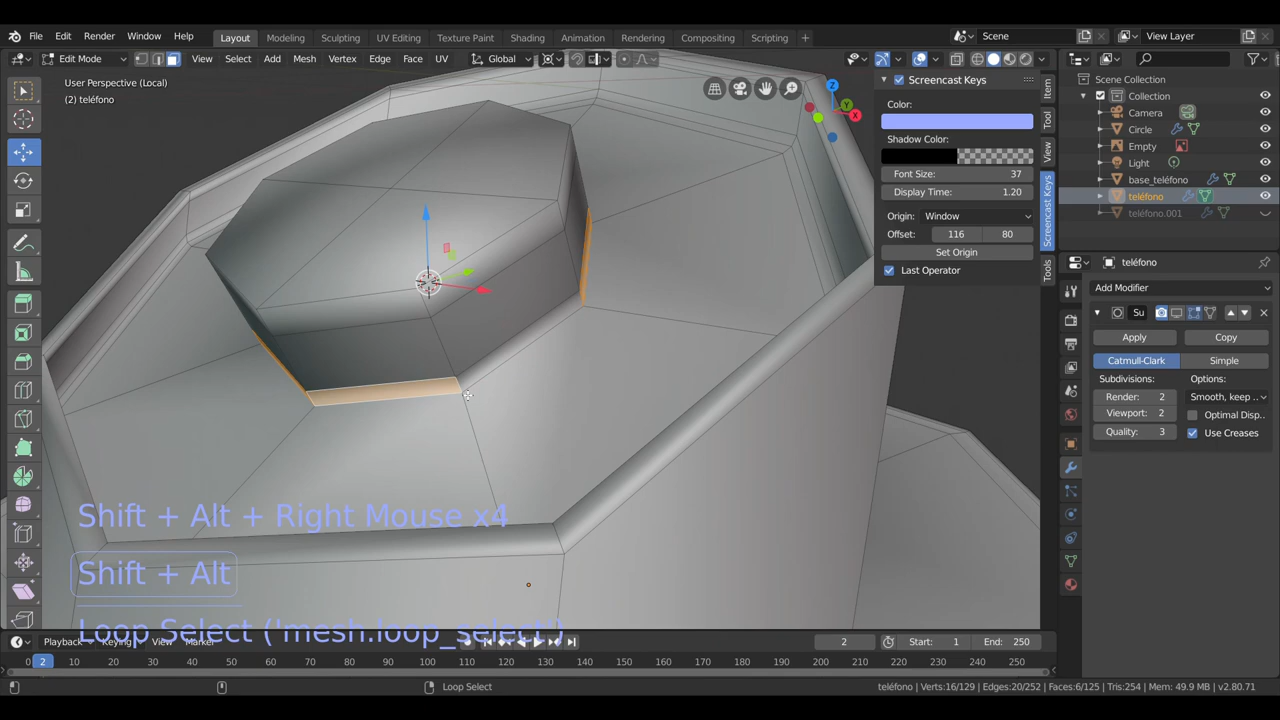 File Edit Render Window Help
Layout Modeling Sculpting UV Editing Texture Paint Shading Animation Rendering Compositing Scripting +
Scene
View Layer
Edit Mode View Select Add Mesh Vertex Edge Face UV
Global
User Perspective (Local)
(2) teléfono
Z
Y
X
Screencast Keys
Color:
Shadow Color:
Font Size: 37
Display Time: 1.20
Origin: Window
Offset: 116 80
Set Origin
Last Operator
Item
Tool
View
Screencast Keys
Tools
Scene Collection
Collection
Camera
Circle
Empty
Light
base_teléfono
teléfono
teléfono.001
teléfono
Add Modifier
Su
Apply Copy
Catmull-Clark Simple
Subdivisions: Options:
Render: 2 Smooth, keep ..
Viewport: 2 Optimal Disp..
Quality: 3 Use Creases
Shift + Alt + Right Mouse x4
Shift + Alt
Loop Select ('mesh.loop_select')
Playback Keying View Marker
2
Start: 1 End: 250
0 2 10 20 30 40 50 60 70 80 90 100 110 120 130 140 150 160 170 180 190 200 210 220 230 240 250
Loop Select
teléfono | Verts:16/129 | Edges:20/252 | Faces:6/125 | Tris:254 | Mem: 49.9 MB | v2.80.71